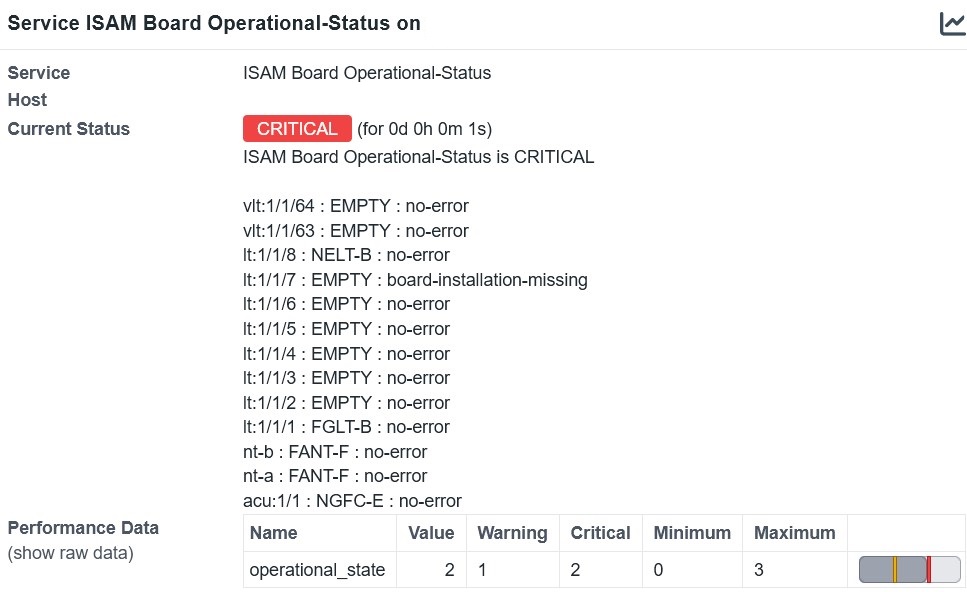 Service ISAM Board Operational-Status on
Service ISAM Board Operational-Status
Host
Current Status CRITICAL (for 0d 0h 0m 1s)
ISAM Board Operational-Status is CRITICAL
vlt:1/1/64 : EMPTY : no-error
vlt:1/1/63 : EMPTY : no-error
lt:1/1/8 : NELT-B : no-error
lt:1/1/7 : EMPTY : board-installation-missing
lt:1/1/6 : EMPTY : no-error
lt:1/1/5 : EMPTY : no-error
lt:1/1/4 : EMPTY : no-error
lt:1/1/3 : EMPTY : no-error
lt:1/1/2 : EMPTY : no-error
lt:1/1/1 : FGLT-B : no-error
nt-b : FANT-F : no-error
nt-a : FANT-F : no-error
acu:1/1 : NGFC-E : no-error
Performance Data
(show raw data)
Name Value Warning Critical Minimum Maximum
operational_state 2 1 2 0 3